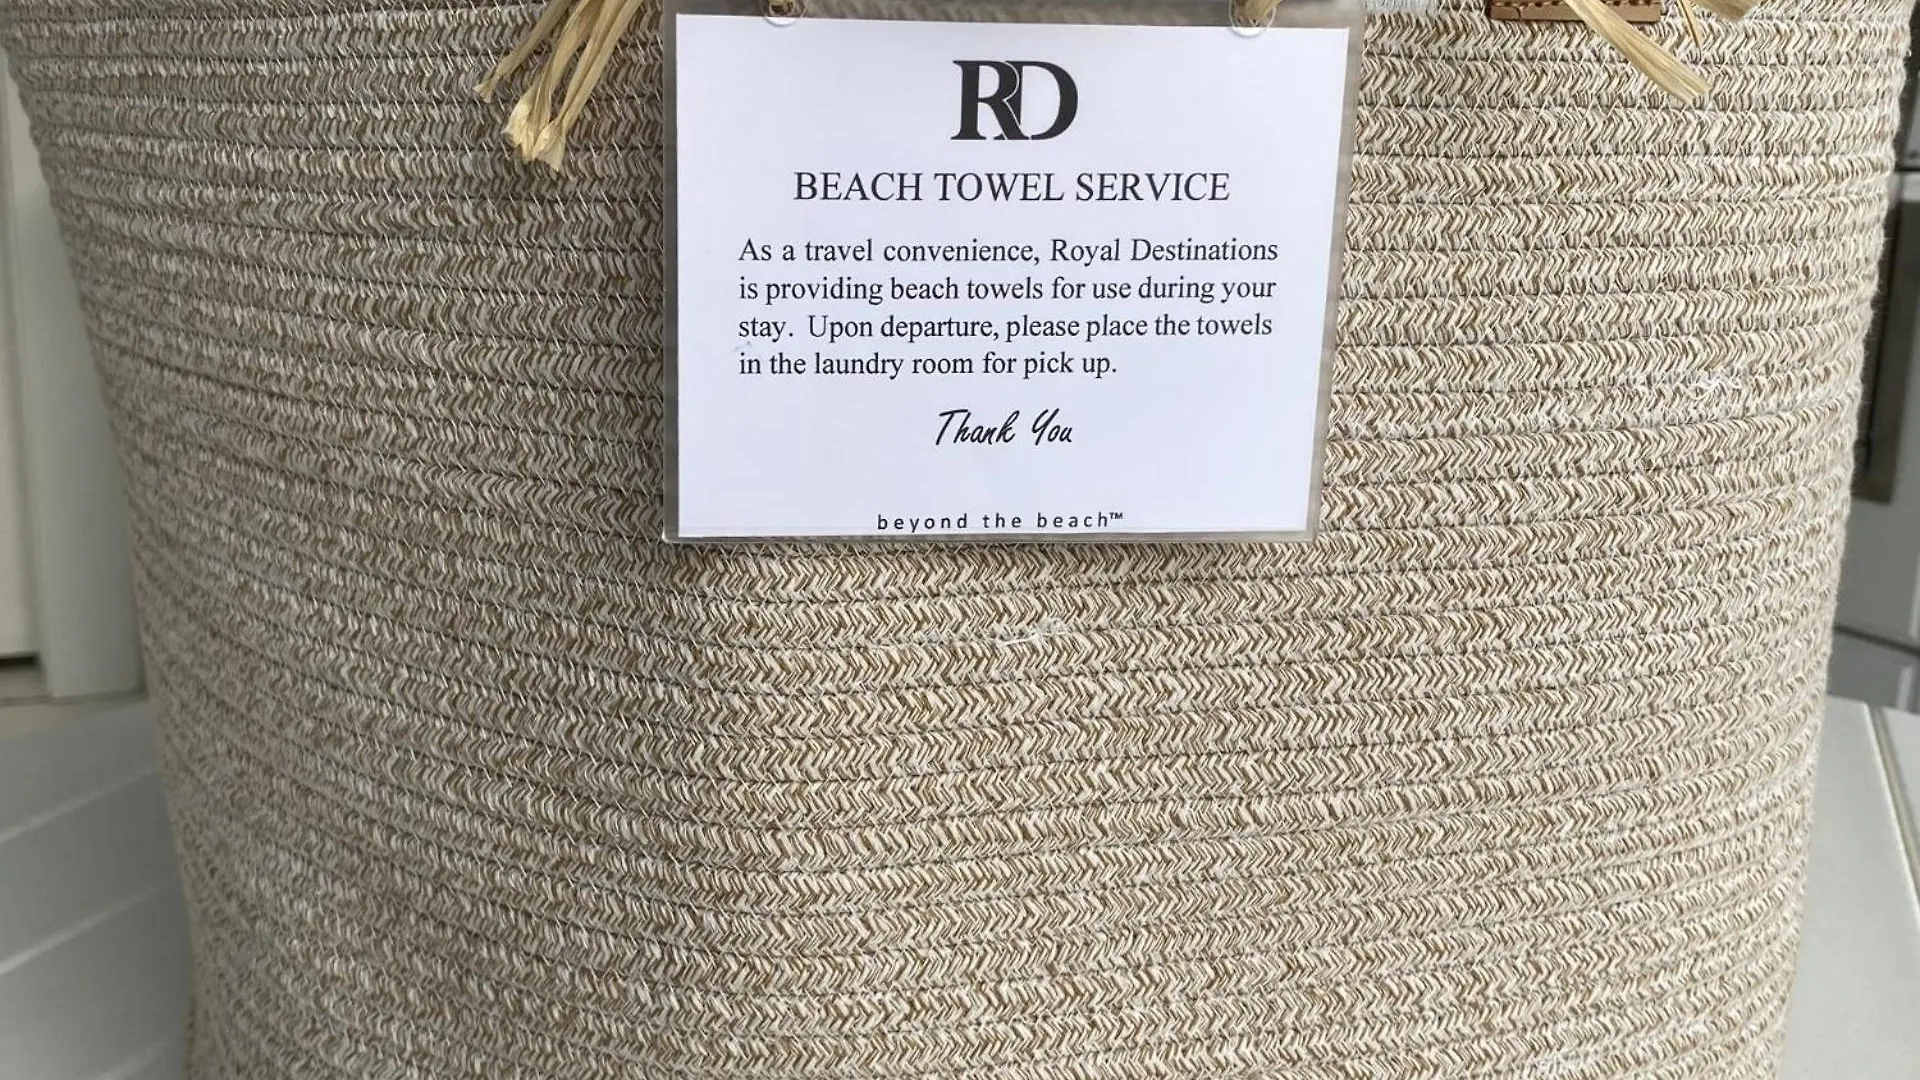 RD
BEACH TOWEL SERVICE
As a travel convenience, Royal Destinations
is providing beach towels for use during your
stay.  Upon departure, please place the towels
in the laundry room for pick up.
Thank You
beyond the beach™